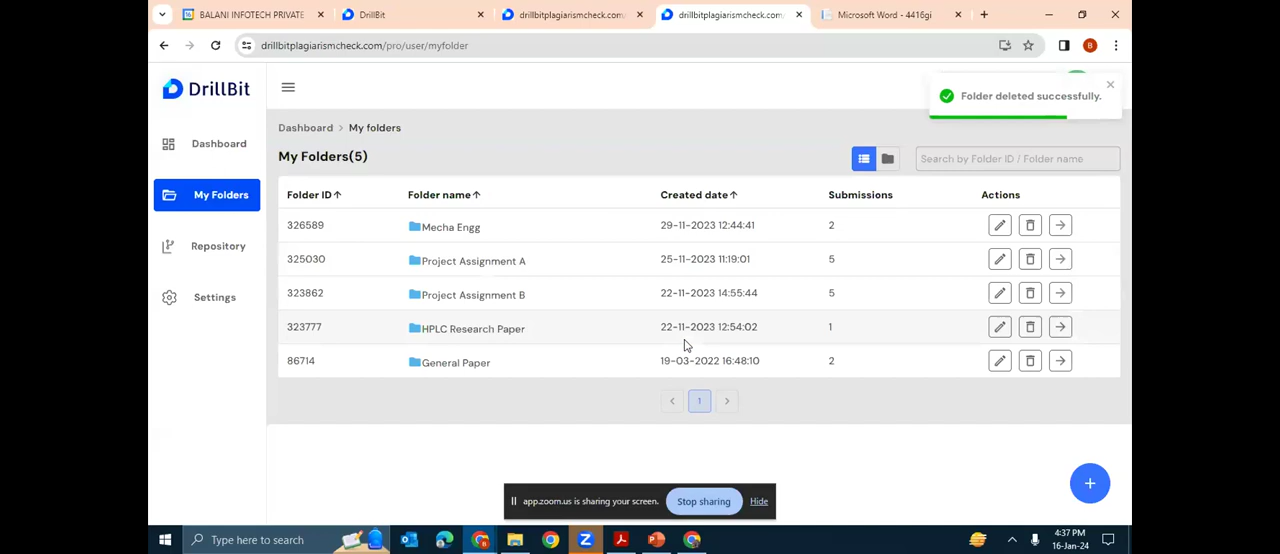 BALANI INFOTECH PRIVATE
DrillBit
drillbitplagiarismcheck.com/
drillbitplagiarismcheck.com/
Microsoft Word - 4416gi
drillbitplagiarismcheck.com/pro/user/myfolder
B
DrillBit
Folder deleted successfully.
Dashboard
My Folders
Repository
Settings
Dashboard > My folders
My Folders(5)
Search by Folder ID / Folder name
Folder ID Folder name Created date Submissions Actions
326589 Mecha Engg 29-11-2023 12:44:41 2
325030 Project Assignment A 25-11-2023 11:19:01 5
323862 Project Assignment B 22-11-2023 14:55:44 5
323777 HPLC Research Paper 22-11-2023 12:54:02 1
86714 General Paper 19-03-2022 16:48:10 2
1
app.zoom.us is sharing your screen. Stop sharing Hide
Type here to search
4:37 PM
16-Jan-24